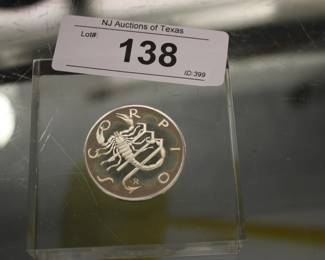 NJ Auctions of Texas
Lot#:
138
ID:399
SCORPIO
R